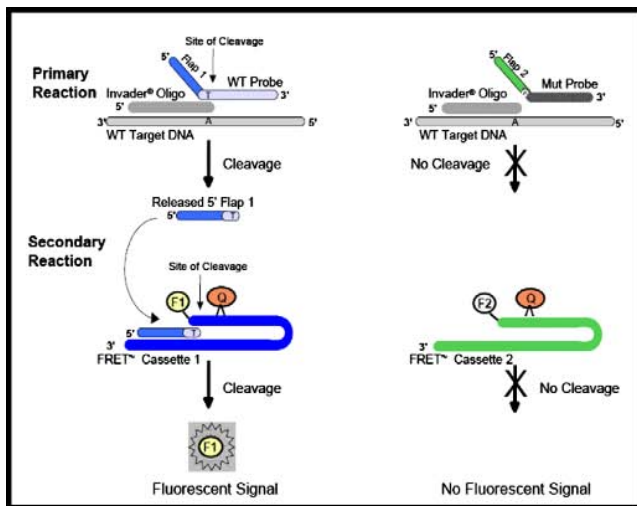 Site of Cleavage
5'
Flap 1
Primary
Reaction
WT Probe
T
3'
Invader® Oligo
5'
3'
A
5'
WT Target DNA
Cleavage
Released 5' Flap 1
5'
T
Secondary
Reaction
Site of Cleavage
F1
Q
5'
T
3'
FRET™ Cassette 1
Cleavage
F1
Fluorescent Signal
5'
Flap 2
Mut Probe
3'
Invader® Oligo
5'
3'
A
5'
WT Target DNA
No Cleavage
X
F2
Q
3'
FRET™ Cassette 2
X
No Cleavage
No Fluorescent Signal